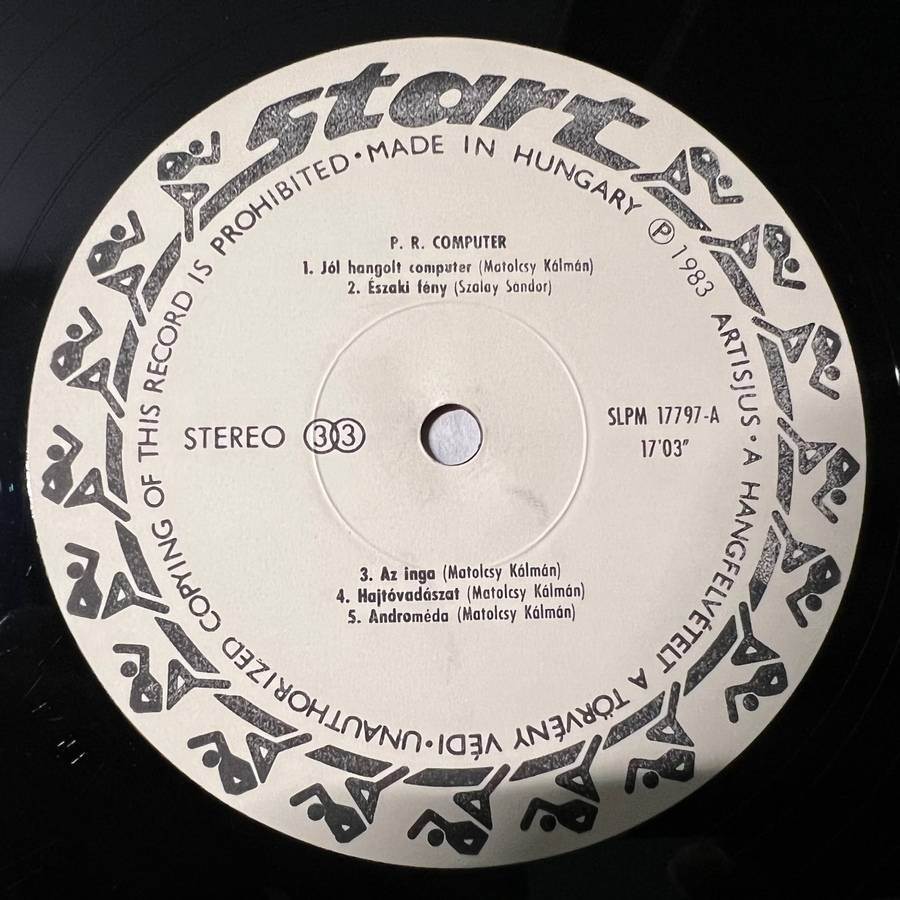 start
MADE IN HUNGARY ℗ 1983 ARTISJUS • A HANGFELVÉTELT A TÖRVÉNY VÉDI • UNAUTHORIZED COPYING OF THIS RECORD IS PROHIBITED •
P. R. COMPUTER
1. Jól hangolt computer (Matolcsy Kálmán)
2. Északi fény (Szalay Sándor)
STEREO 33
SLPM 17797-A
17'03"
3. Az inga (Matolcsy Kálmán)
4. Hajtóvadászat (Matolcsy Kálmán)
5. Androméda (Matolcsy Kálmán)